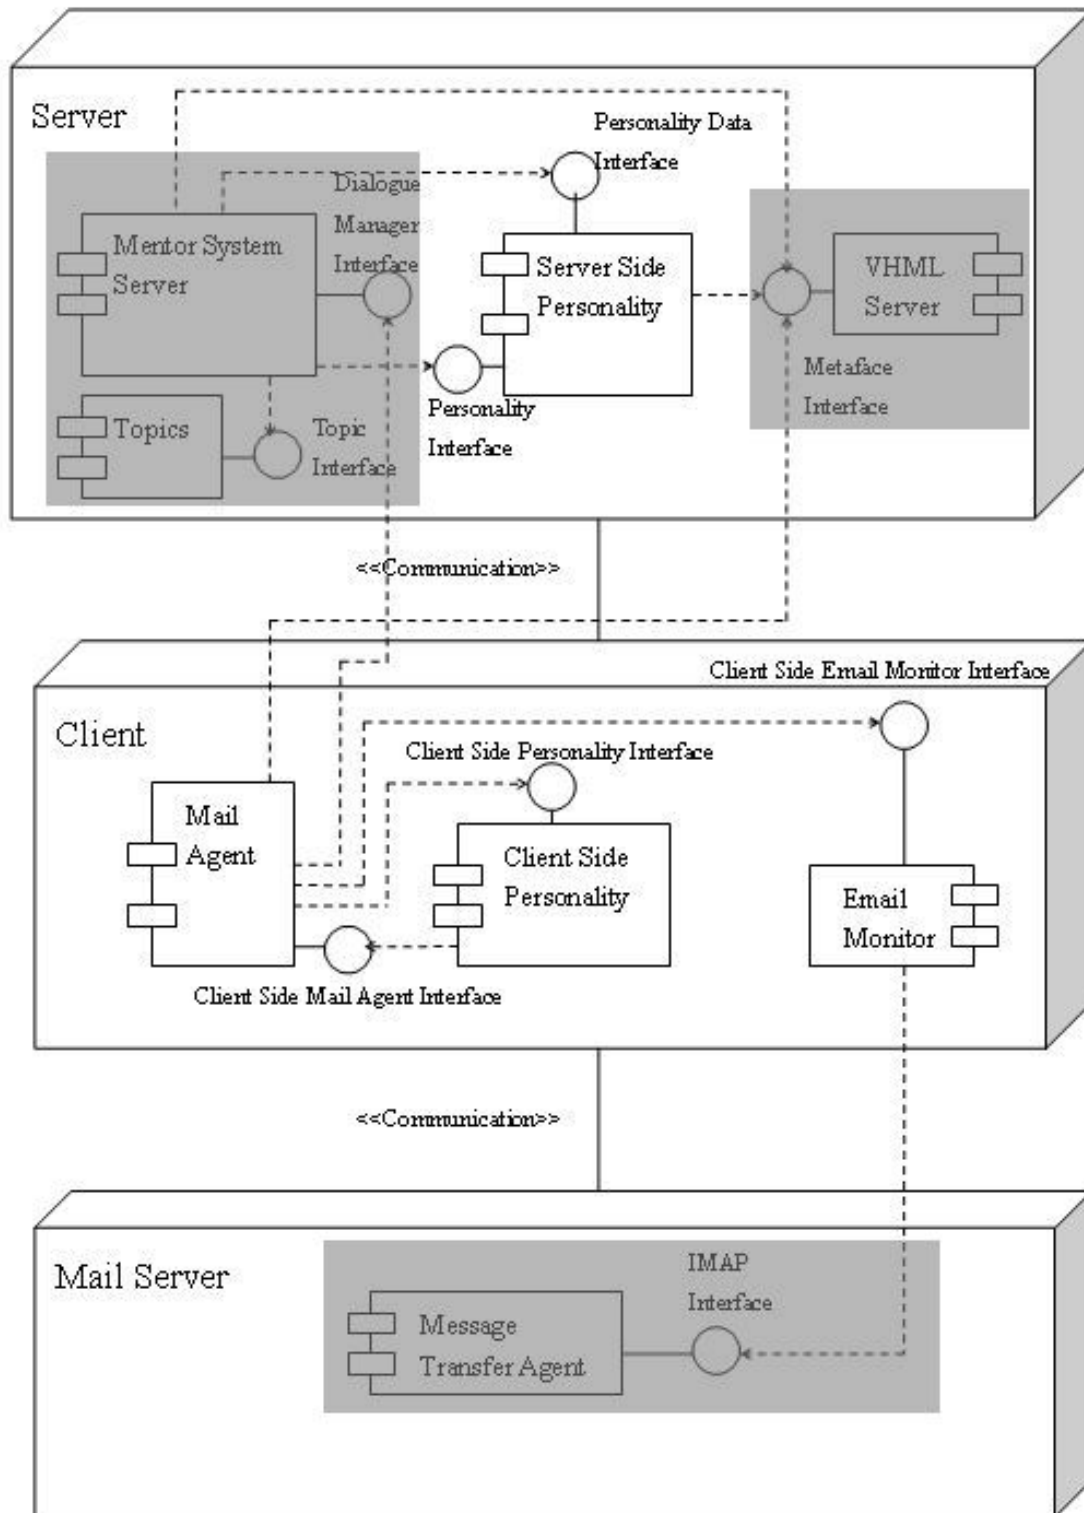 Server
Personality Data
Interface
Dialogue
Manager
Interface
Mentor System
Server
Server Side
Personality
VHML
Server
Metaface
Interface
Personality
Interface
Topics
Topic
Interface
<<Communication>>
Client Side Email Monitor Interface
Client
Client Side Personality Interface
Mail
Agent
Client Side
Personality
Email
Monitor
Client Side Mail Agent Interface
<<Communication>>
Mail Server
IMAP
Interface
Message
Transfer Agent